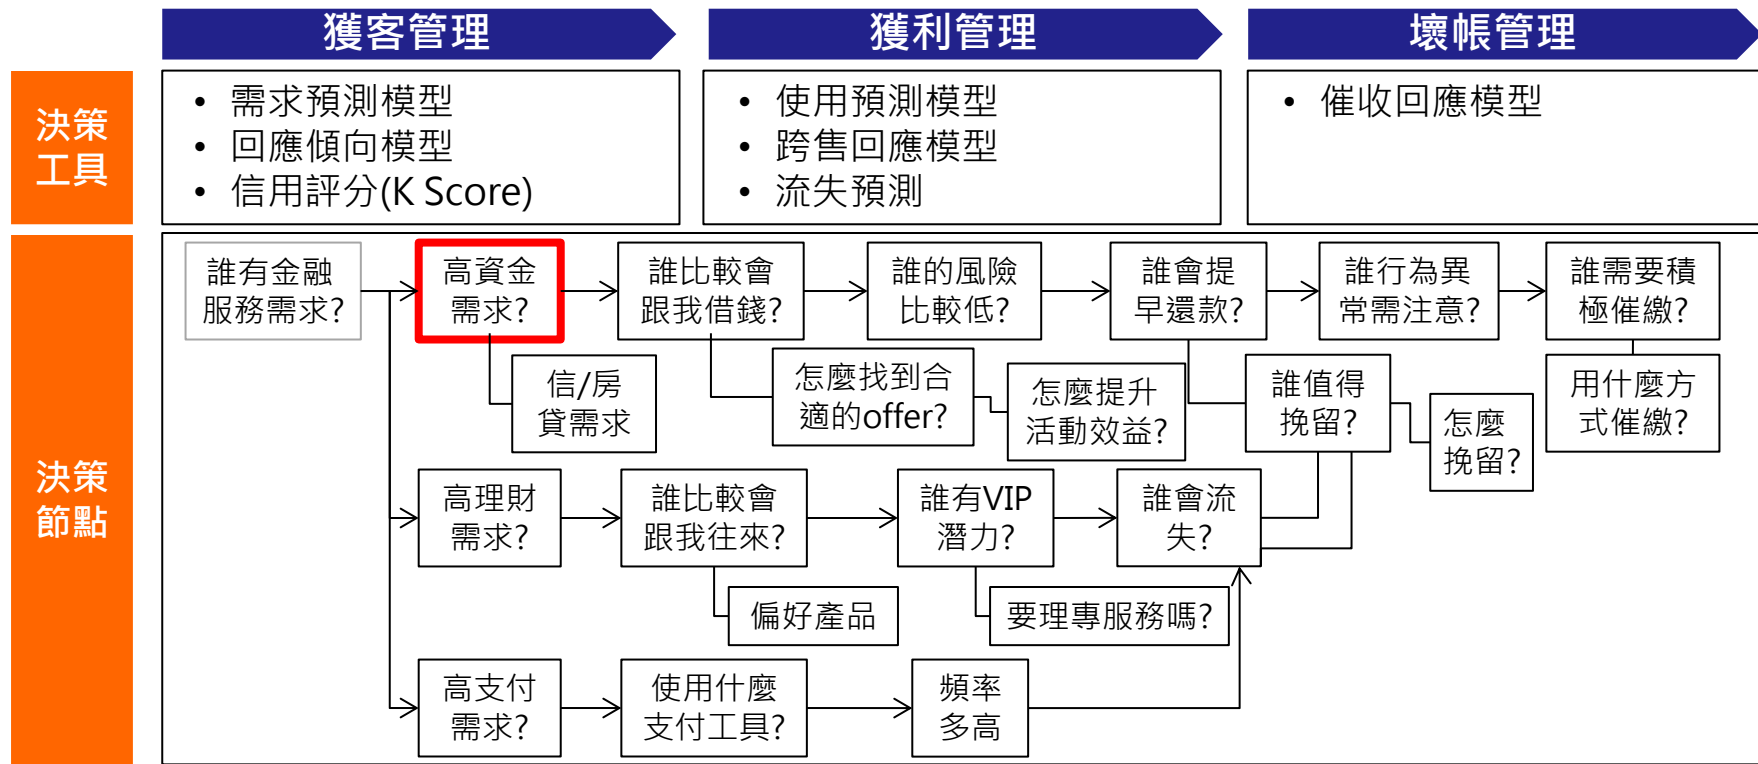 獲客管理
獲利管理
壞帳管理
決策
工具
• 需求預測模型
• 回應傾向模型
• 信用評分(K Score)
• 使用預測模型
• 跨售回應模型
• 流失預測
• 催收回應模型
決策
節點
誰有金融
服務需求?
高資金
需求?
誰比較會
跟我借錢?
誰的風險
比較低?
誰會提
早還款?
誰行為異
常需注意?
誰需要積
極催繳?
信/房
貸需求
怎麼找到合
適的offer?
怎麼提升
活動效益?
誰值得
挽留?
怎麼
挽留?
用什麼方
式催繳?
高理財
需求?
誰比較會
跟我往來?
誰有VIP
潛力?
誰會流
失?
偏好產品
要理專服務嗎?
高支付
需求?
使用什麼
支付工具?
頻率
多高